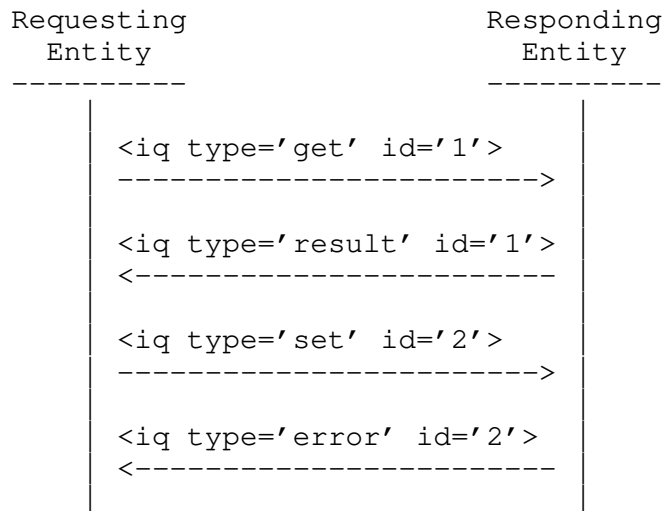 Requesting Responding
Entity Entity
---------- ----------
| |
| <iq type='get' id='1'> |
| ------------------------> |
| |
| <iq type='result' id='1'> |
| <------------------------ |
| |
| <iq type='set' id='2'> |
| ------------------------> |
| |
| <iq type='error' id='2'> |
| <------------------------ |
| |